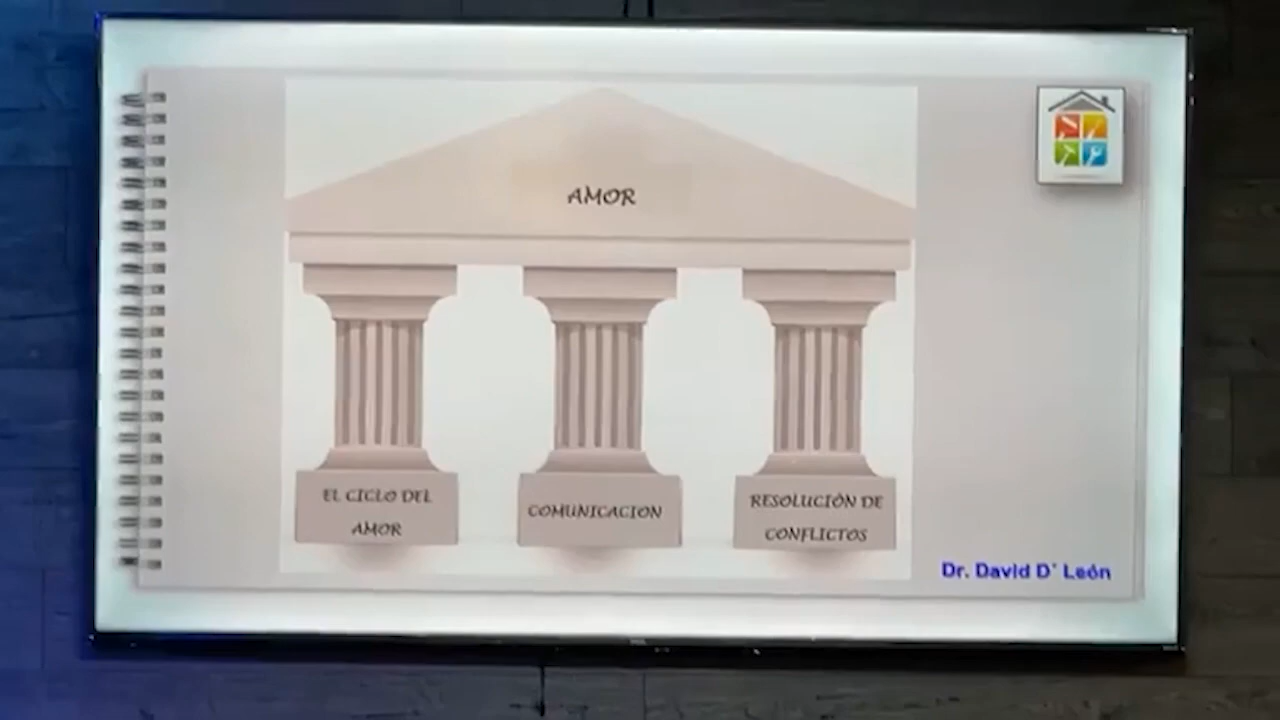 AMOR
EL CICLO DEL
AMOR
COMUNICACION
RESOLUCIÓN DE
CONFLICTOS
Dr. David D' León